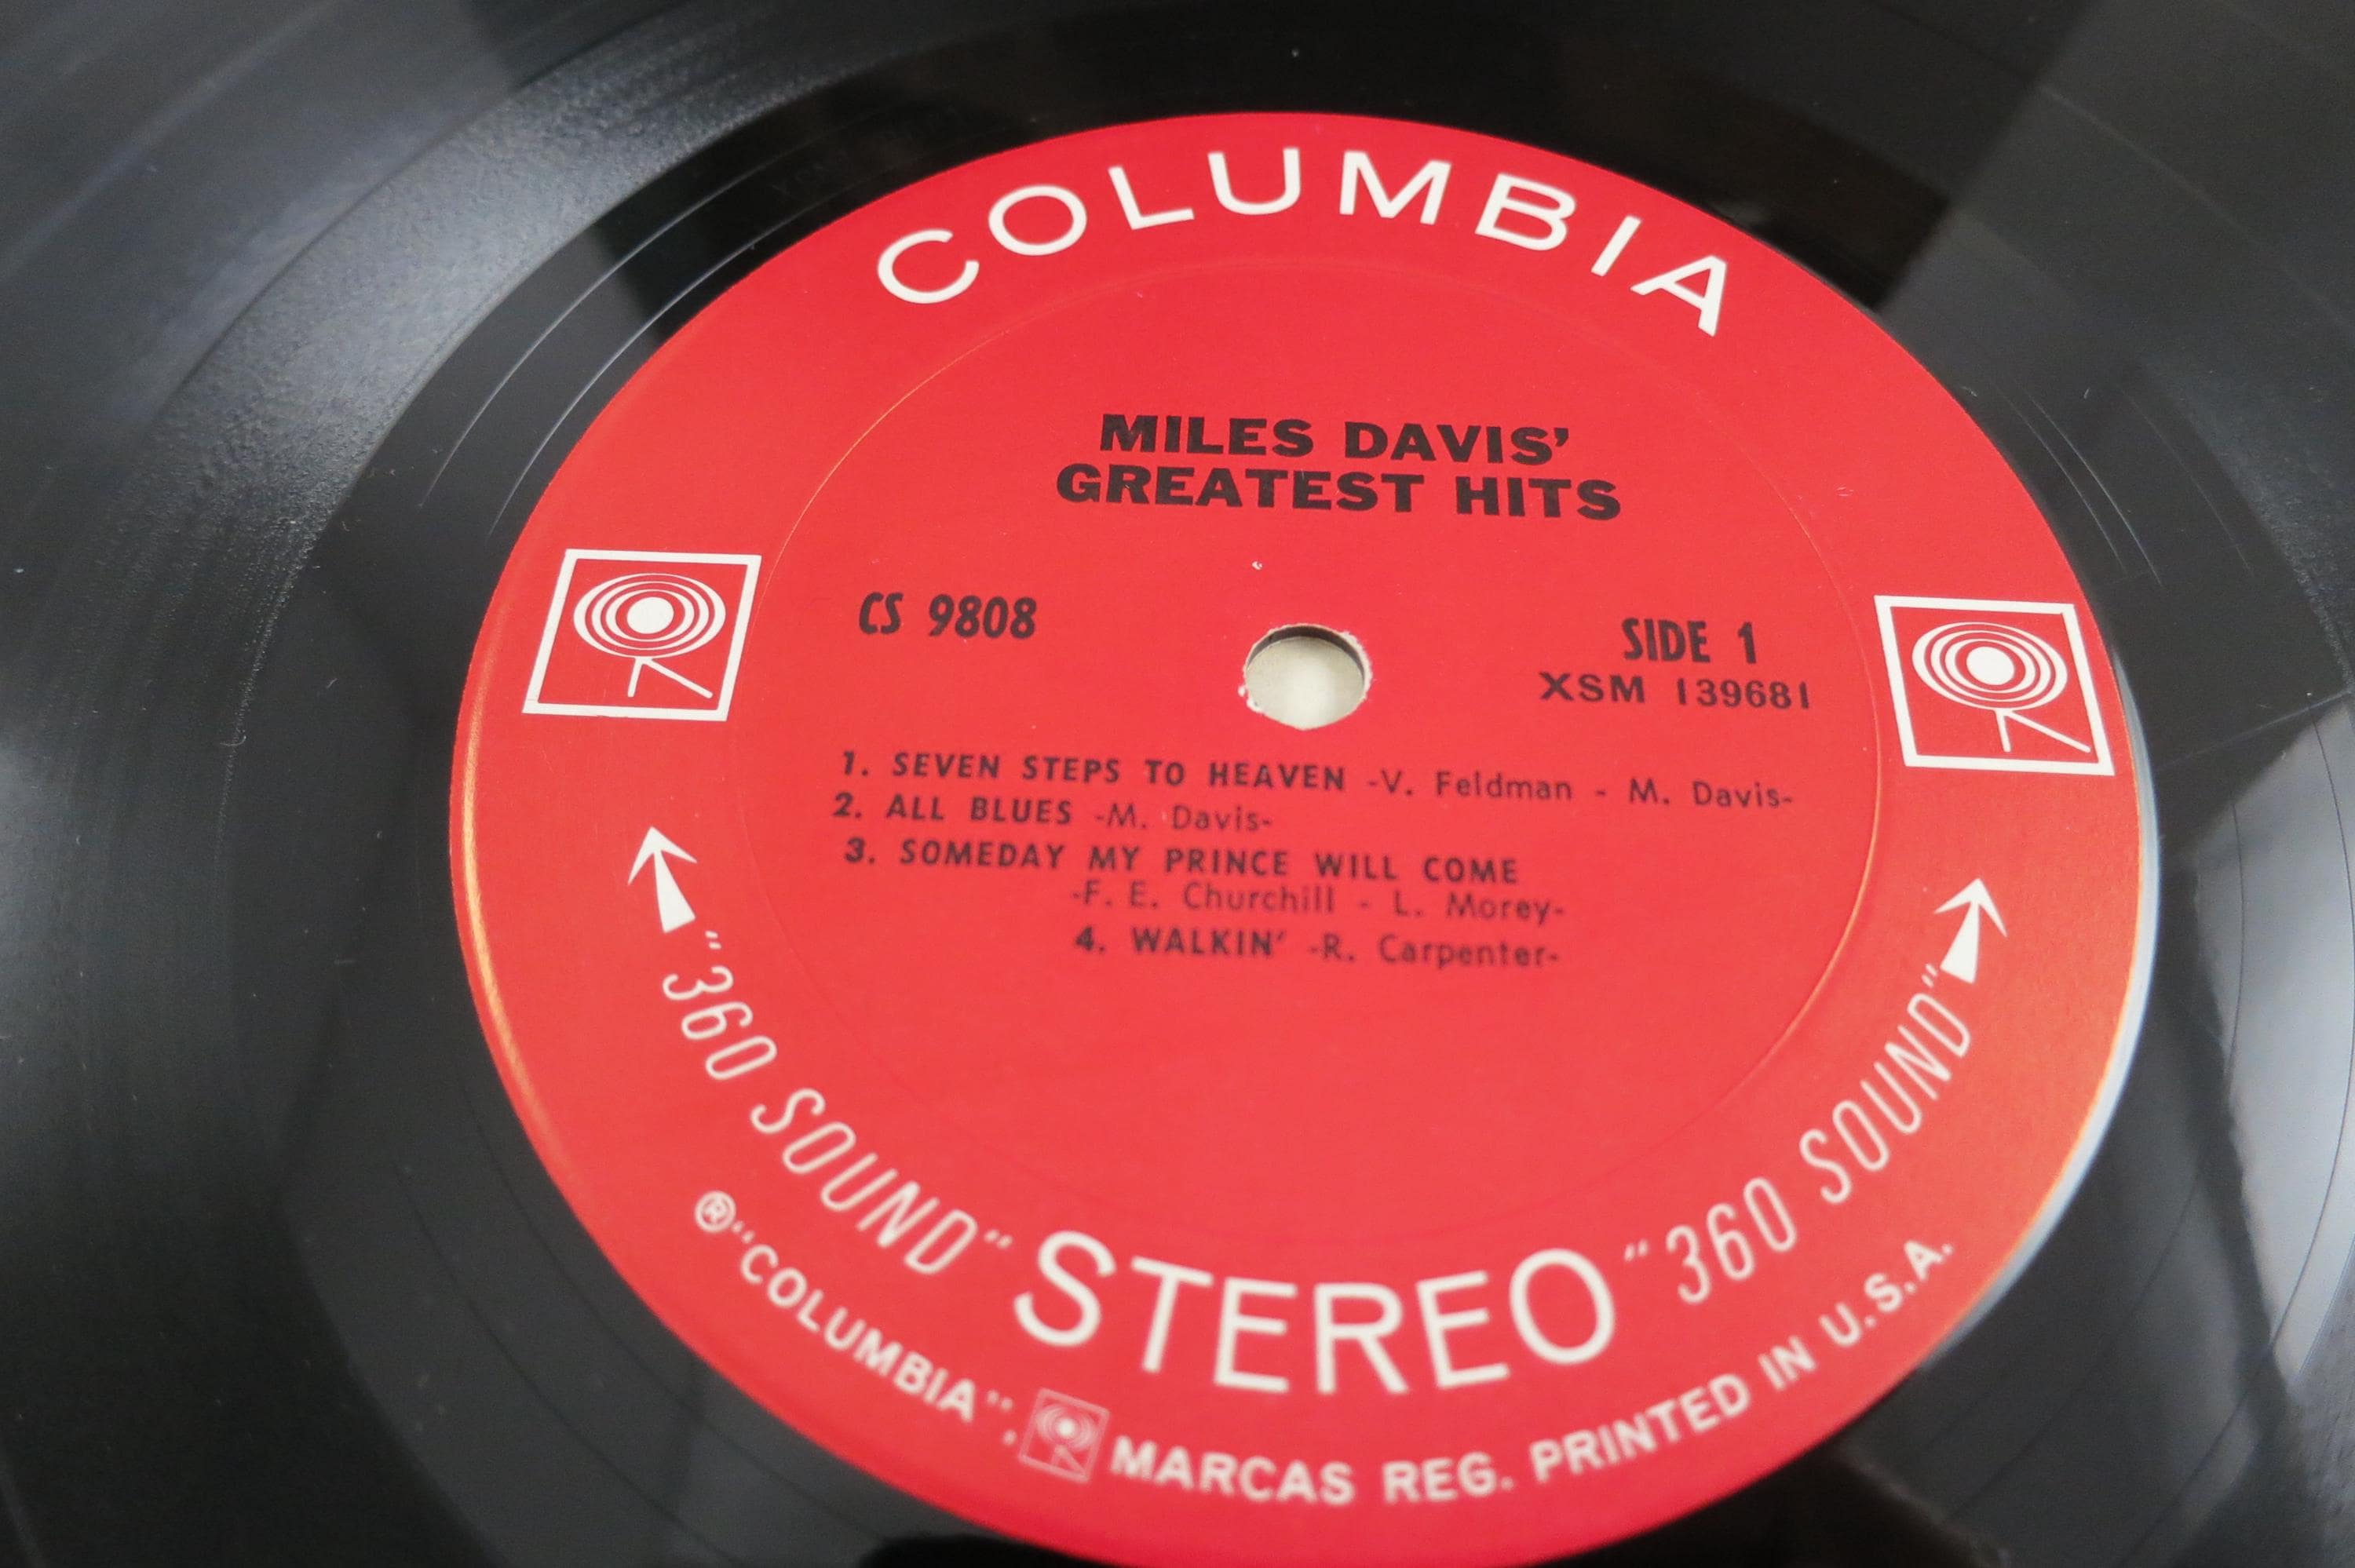 COLUMBIA
MILES DAVIS'
GREATEST HITS
CS 9808
SIDE 1
XSM 139681
1. SEVEN STEPS TO HEAVEN -V. Feldman - M. Davis-
2. ALL BLUES -M. Davis-
3. SOMEDAY MY PRINCE WILL COME
-F. E. Churchill - L. Morey-
4. WALKIN' -R. Carpenter-
"360 SOUND" STEREO "360 SOUND"
® "COLUMBIA", MARCAS REG. PRINTED IN U.S.A.